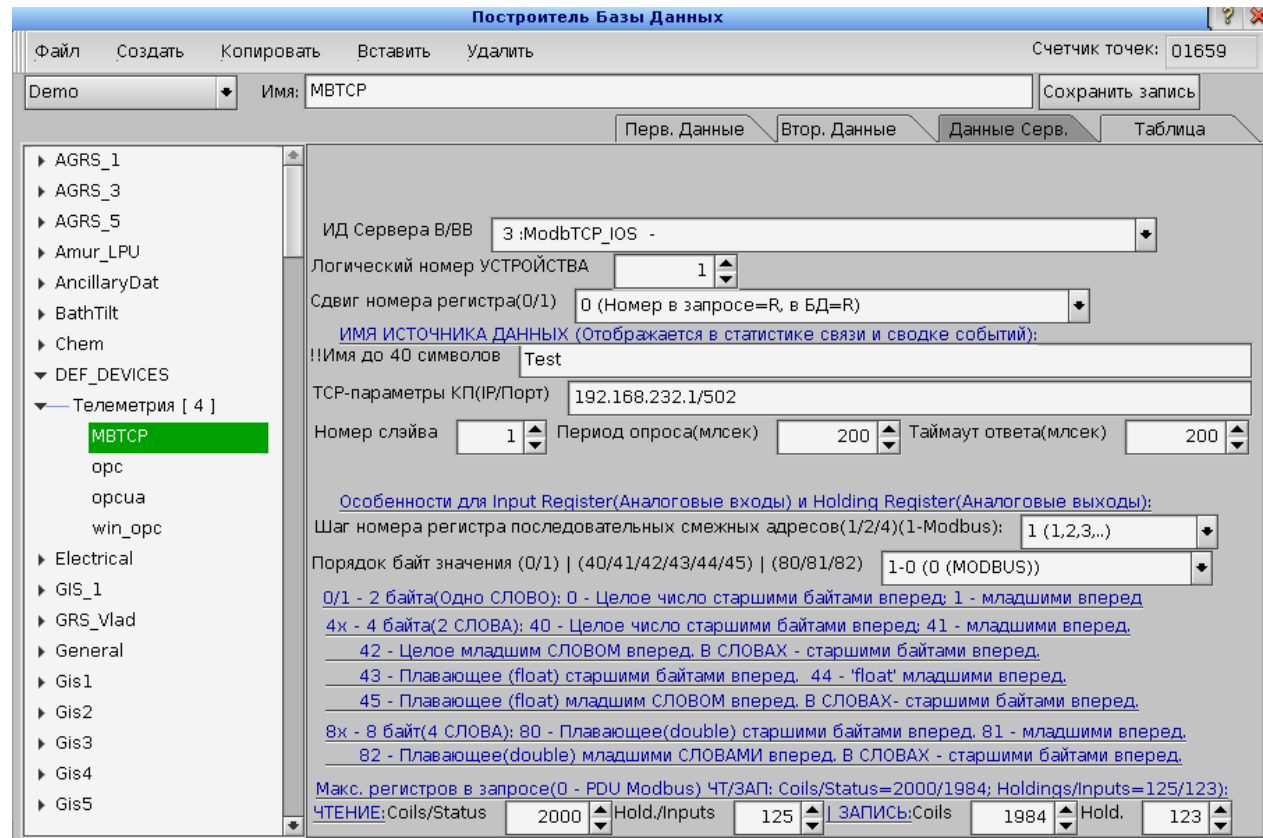 Построитель Базы Данных
?
Файл Создать Копировать Вставить Удалить Счетчик точек: 01659
Demo Имя: MBTCP Сохранить запись
Перв. Данные Втор. Данные Данные Серв. Таблица
AGRS_1
AGRS_3
AGRS_5
Amur_LPU
AncillaryDat
BathTilt
Chem
DEF_DEVICES
Телеметрия [ 4 ]
MBTCP
opc
opcua
win_opc
Electrical
GIS_1
GRS_Vlad
General
Gis1
Gis2
Gis3
Gis4
Gis5
ИД Сервера В/ВВ 3 :ModbTCP_IOS -
Логический номер УСТРОЙСТВА 1
Сдвиг номера регистра(0/1) 0 (Номер в запросе=R, в БД=R)
ИМЯ ИСТОЧНИКА ДАННЫХ (Отображается в статистике связи и сводке событий):
!!Имя до 40 символов Test
TCP-параметры КП(IP/Порт) 192.168.232.1/502
Номер слэйва 1 Период опроса(млсек) 200 Таймаут ответа(млсек) 200
Особенности для Input Register(Аналоговые входы) и Holding Register(Аналоговые выходы):
Шаг номера регистра последовательных смежных адресов(1/2/4)(1-Modbus): 1 (1,2,3,..)
Порядок байт значения (0/1) | (40/41/42/43/44/45) | (80/81/82) 1-0 (0 (MODBUS))
0/1 - 2 байта(Одно СЛОВО): 0 - Целое число старшими байтами вперед; 1 - младшими вперед
4x - 4 байта(2 СЛОВА): 40 - Целое число старшими байтами вперед; 41 - младшими вперед.
42 - Целое младшим СЛОВОМ вперед. В СЛОВАХ - старшими байтами вперед.
43 - Плавающее (float) старшими байтами вперед. 44 - 'float' младшими вперед.
45 - Плавающее (float) младшим СЛОВОМ вперед. В СЛОВАХ- старшими байтами вперед.
8x - 8 байт(4 СЛОВА): 80 - Плавающее(double) старшими байтами вперед. 81 - младшими вперед.
82 - Плавающее(double) младшими СЛОВАМИ вперед. В СЛОВАХ - старшими байтами вперед.
Макс. регистров в запросе(0 - PDU Modbus) ЧТ/ЗАП: Coils/Status=2000/1984; Holdings/Inputs=125/123):
ЧТЕНИЕ:Coils/Status 2000 Hold./Inputs 125 | ЗАПИСЬ:Coils 1984 Hold. 123